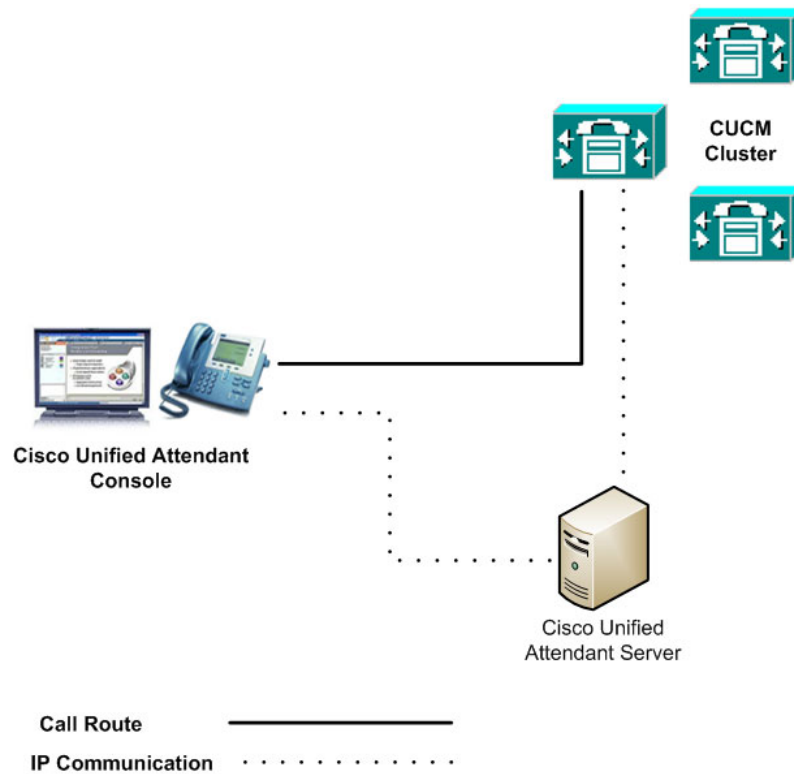 CUCM
Cluster
Cisco Unified Attendant
Console
Cisco Unified
Attendant Server
Call Route
IP Communication